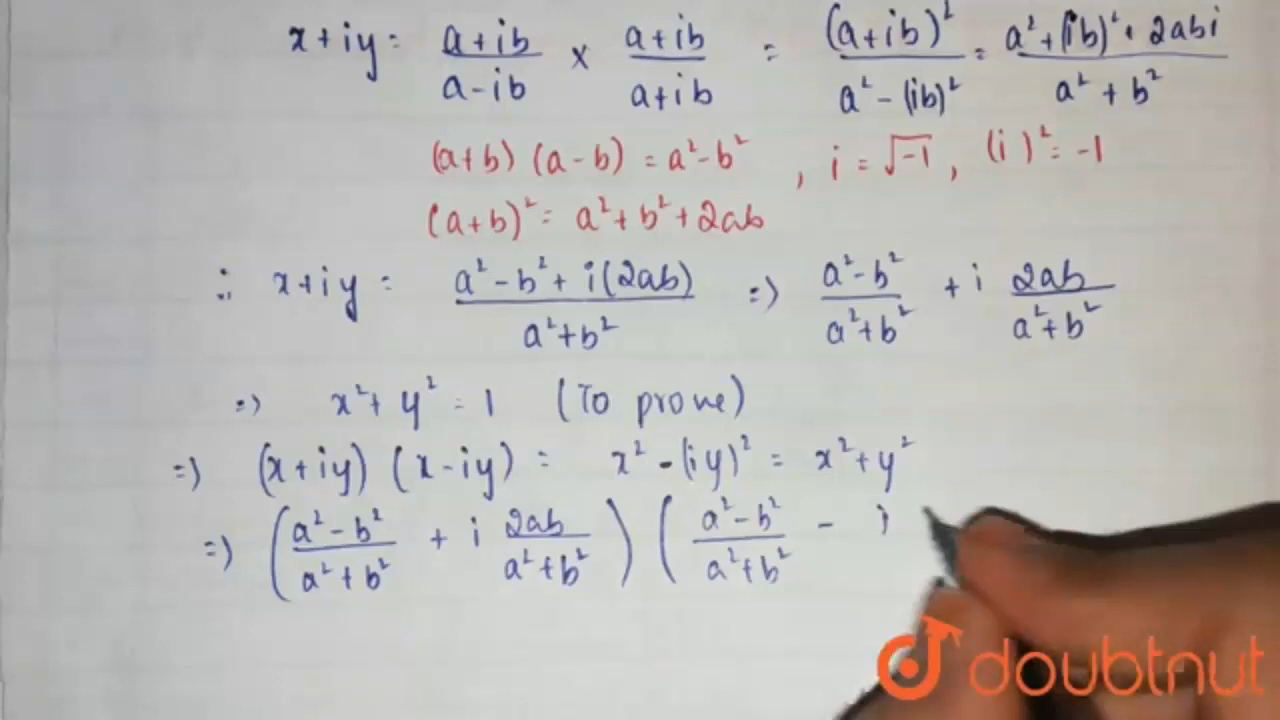 x+iy = a+ib/a-ib × a+ib/a+ib = (a+ib)²/a²-(ib)² = a²+(ib)²+2abi/a²+b²
(a+b) (a-b) = a²-b² , i = √-1 , (i)² = -1
(a+b)² = a²+b²+2ab
∴ x+iy = a²-b²+i(2ab)/a²+b² => a²-b²/a²+b² + i 2ab/a²+b²
=> x²+y² = 1 (To prove)
=> (x+iy) (x-iy) = x²-(iy)² = x²+y²
=> (a²-b²/a²+b² + i 2ab/a²+b²) (a²-b²/a²+b² - i
doubtnut